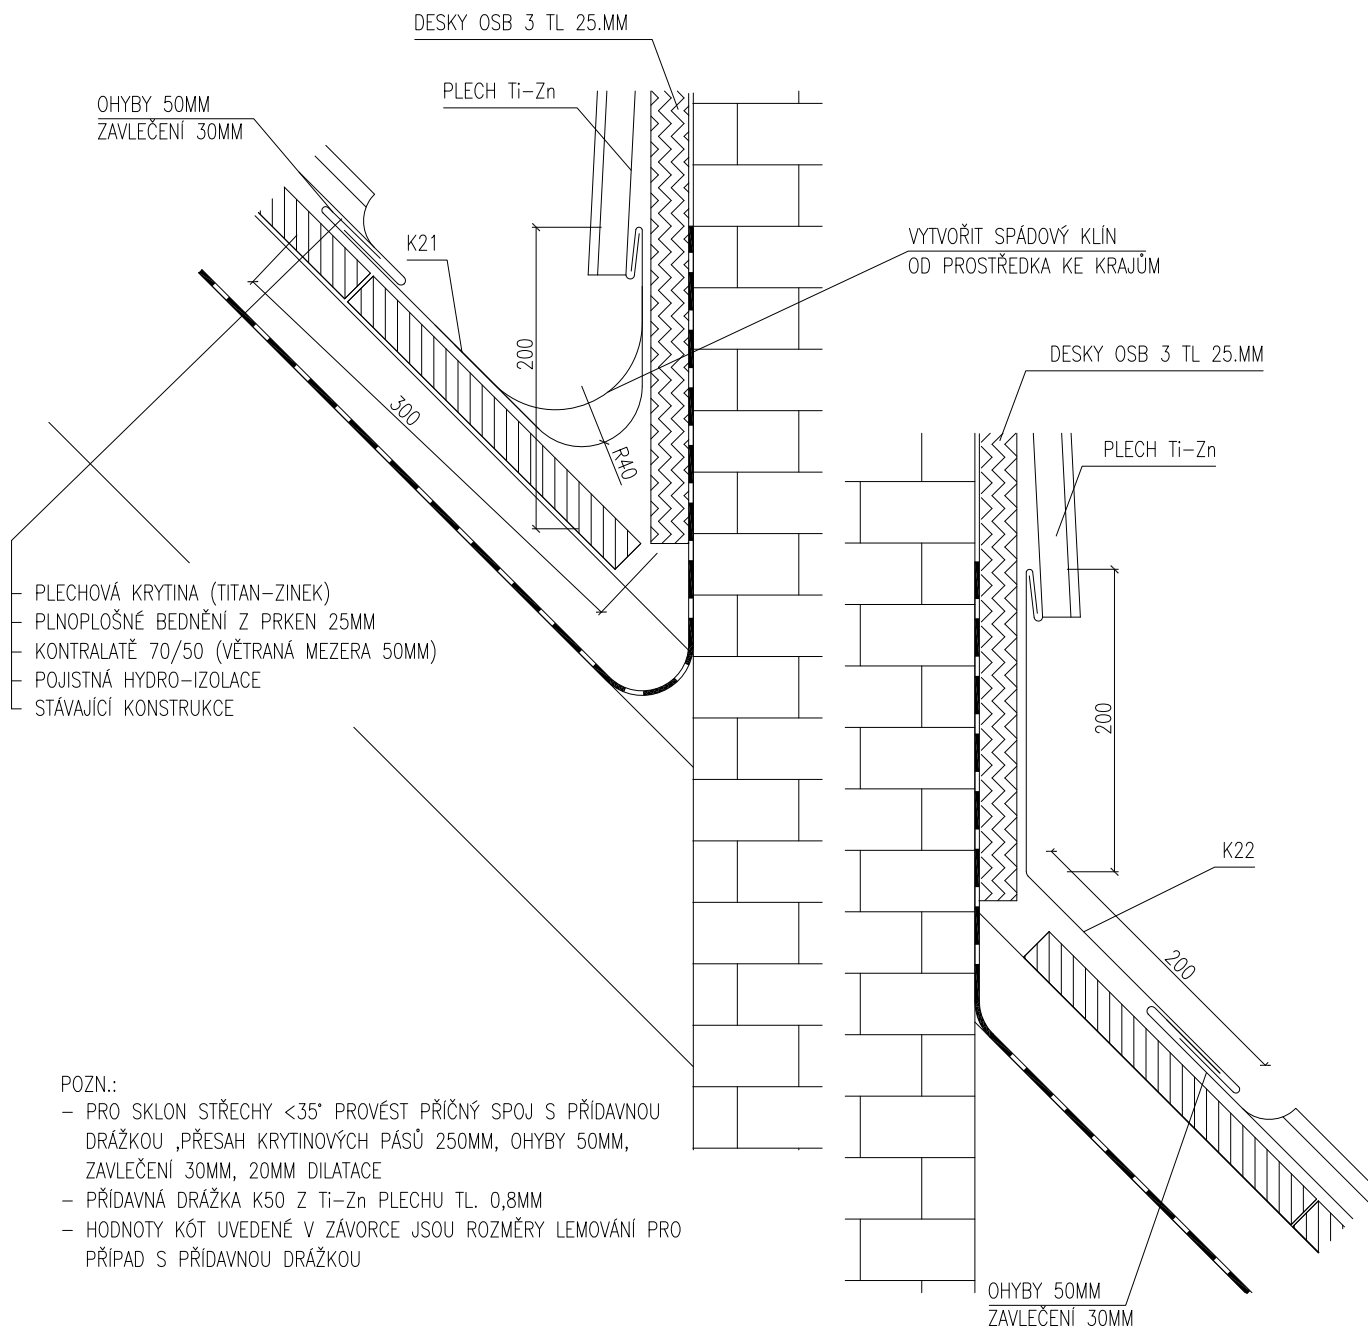 DESKY OSB 3 TL 25.MM
PLECH Ti-Zn
OHYBY 50MM
ZAVLEČENÍ 30MM
K21
VYTVOŘIT SPÁDOVÝ KLÍN
OD PROSTŘEDKA KE KRAJŮM
200
300
R40
DESKY OSB 3 TL 25.MM
PLECH Ti-Zn
- PLECHOVÁ KRYTINA (TITAN-ZINEK)
- PLNOPLOŠNÉ BEDNĚNÍ Z PRKEN 25MM
- KONTRALATĚ 70/50 (VĚTRANÁ MEZERA 50MM)
- POJISTNÁ HYDRO-IZOLACE
- STÁVAJÍCÍ KONSTRUKCE
200
K22
200
POZN.:
- PRO SKLON STŘECHY <35° PROVÉST PŘÍČNÝ SPOJ S PŘÍDAVNOU
DRÁŽKOU ,PŘESAH KRYTINOVÝCH PÁSŮ 250MM, OHYBY 50MM,
ZAVLEČENÍ 30MM, 20MM DILATACE
- PŘÍDAVNÁ DRÁŽKA K50 Z Ti-Zn PLECHU TL. 0,8MM
- HODNOTY KÓT UVEDENÉ V ZÁVORCE JSOU ROZMĚRY LEMOVÁNÍ PRO
PŘÍPAD S PŘÍDAVNOU DRÁŽKOU
OHYBY 50MM
ZAVLEČENÍ 30MM